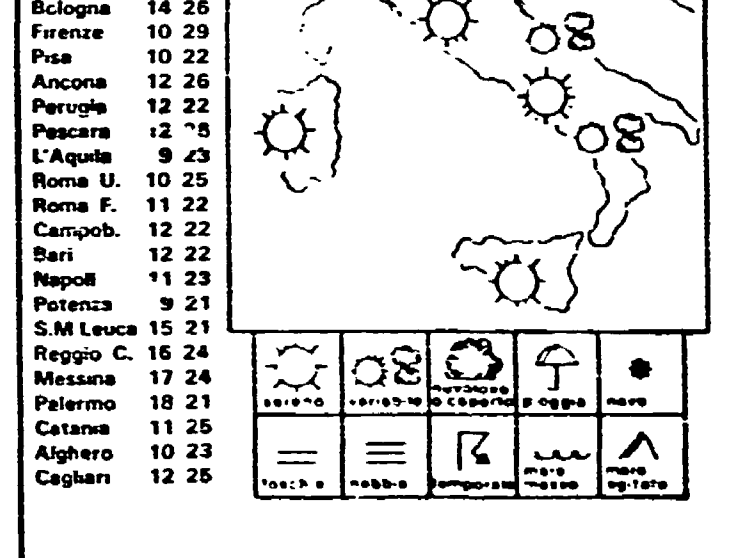 Bologna 14 26
Firenze 10 29
Pisa 10 22
Ancona 12 26
Perugia 12 22
Pescara 12
L'Aquila 9 23
Roma U. 10 25
Roma F. 11 22
Campob. 12 22
Bari 12 22
Napoli 11 23
Potenza 9 21
S.M Leuca 15 21
Reggio C. 16 24
Messina 17 24
Palermo 18 21
Catania 11 25
Alghero 10 23
Cagliari 12 25
sereno variabile nuvoloso
o coperto pioggia neve
foschia nebbia temporale mare
mosso mare
agitato